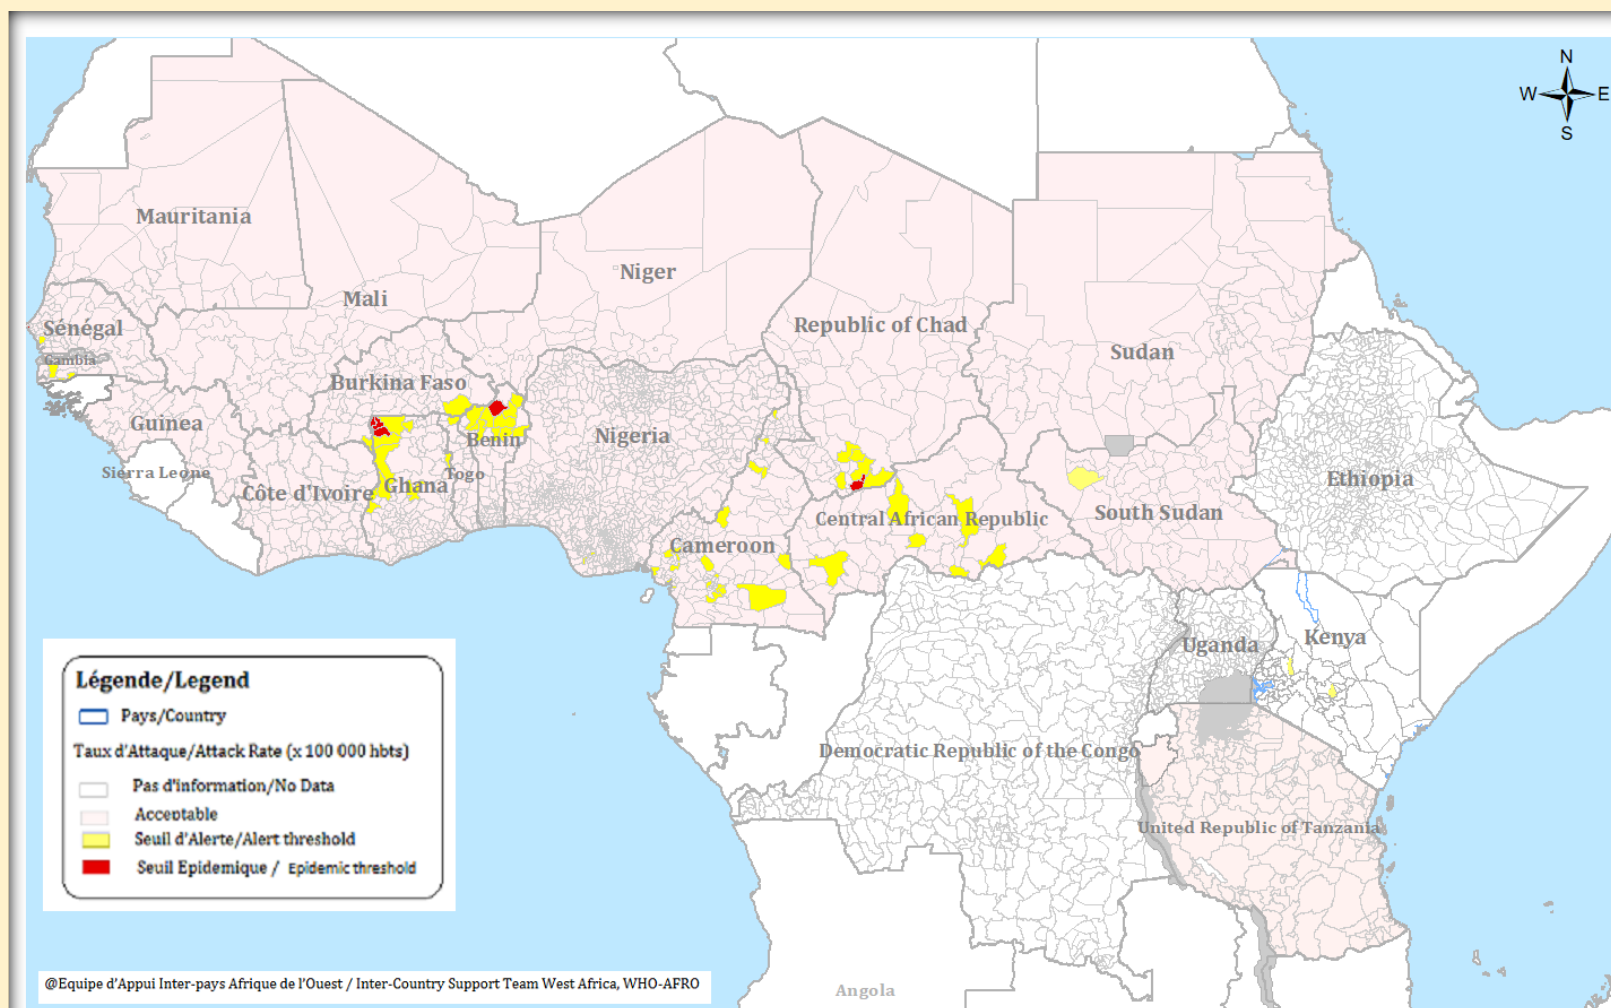 N
W E
S
Mauritania
Niger
Mali
Sénégal
Republic of Chad
Sudan
Gambia
Burkina Faso
Guinea
Benin
Nigeria
Sierra Leone
Togo
Côte d'Ivoire
Ghana
Ethiopia
Central African Republic
South Sudan
Cameroon
Uganda
Kenya
Democratic Republic of the Congo
United Republic of Tanzania
Angola
Légende/Legend
Pays/Country
Taux d'Attaque/Attack Rate (x 100 000 hbts)
Pas d'information/No Data
Acceptable
Seuil d'Alerte/Alert threshold
Seuil Epidemique / Epidemic threshold
@Equipe d'Appui Inter-pays Afrique de l'Ouest / Inter-Country Support Team West Africa, WHO-AFRO